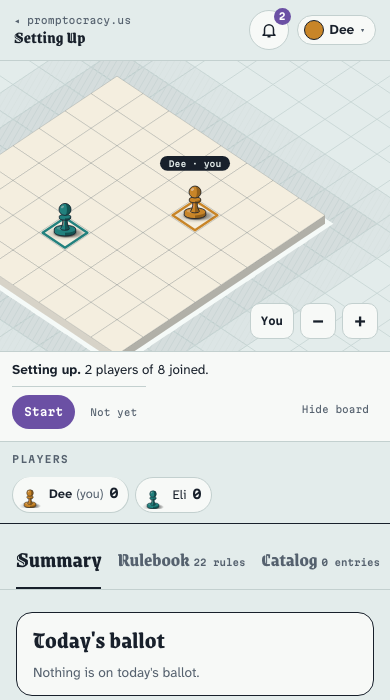 ◂ promptocracy.us
Setting Up
2
Dee ▾
Dee · you
You − +
Setting up. 2 players of 8 joined.
Start Not yet Hide board
PLAYERS
Dee (you) 0 Eli 0
Summary Rulebook 22 rules Catalog 0 entries
Today's ballot
Nothing is on today's ballot.